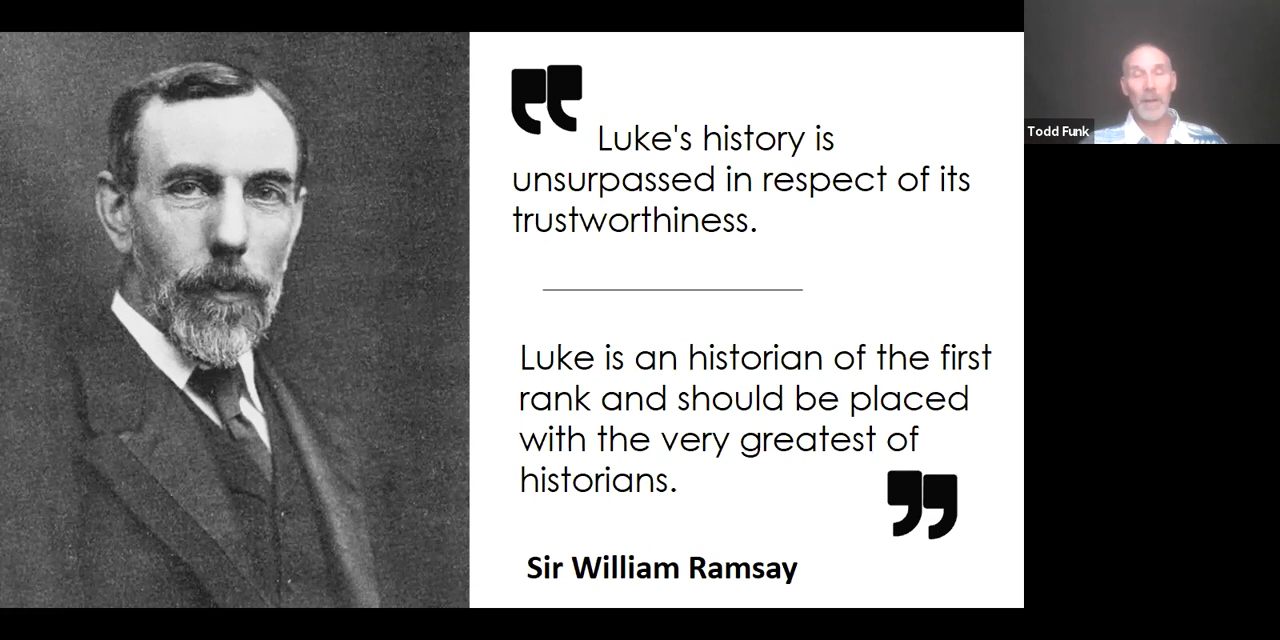 Luke's history is
unsurpassed in respect of its
trustworthiness.
Luke is an historian of the first
rank and should be placed
with the very greatest of
historians.
Sir William Ramsay
Todd Funk